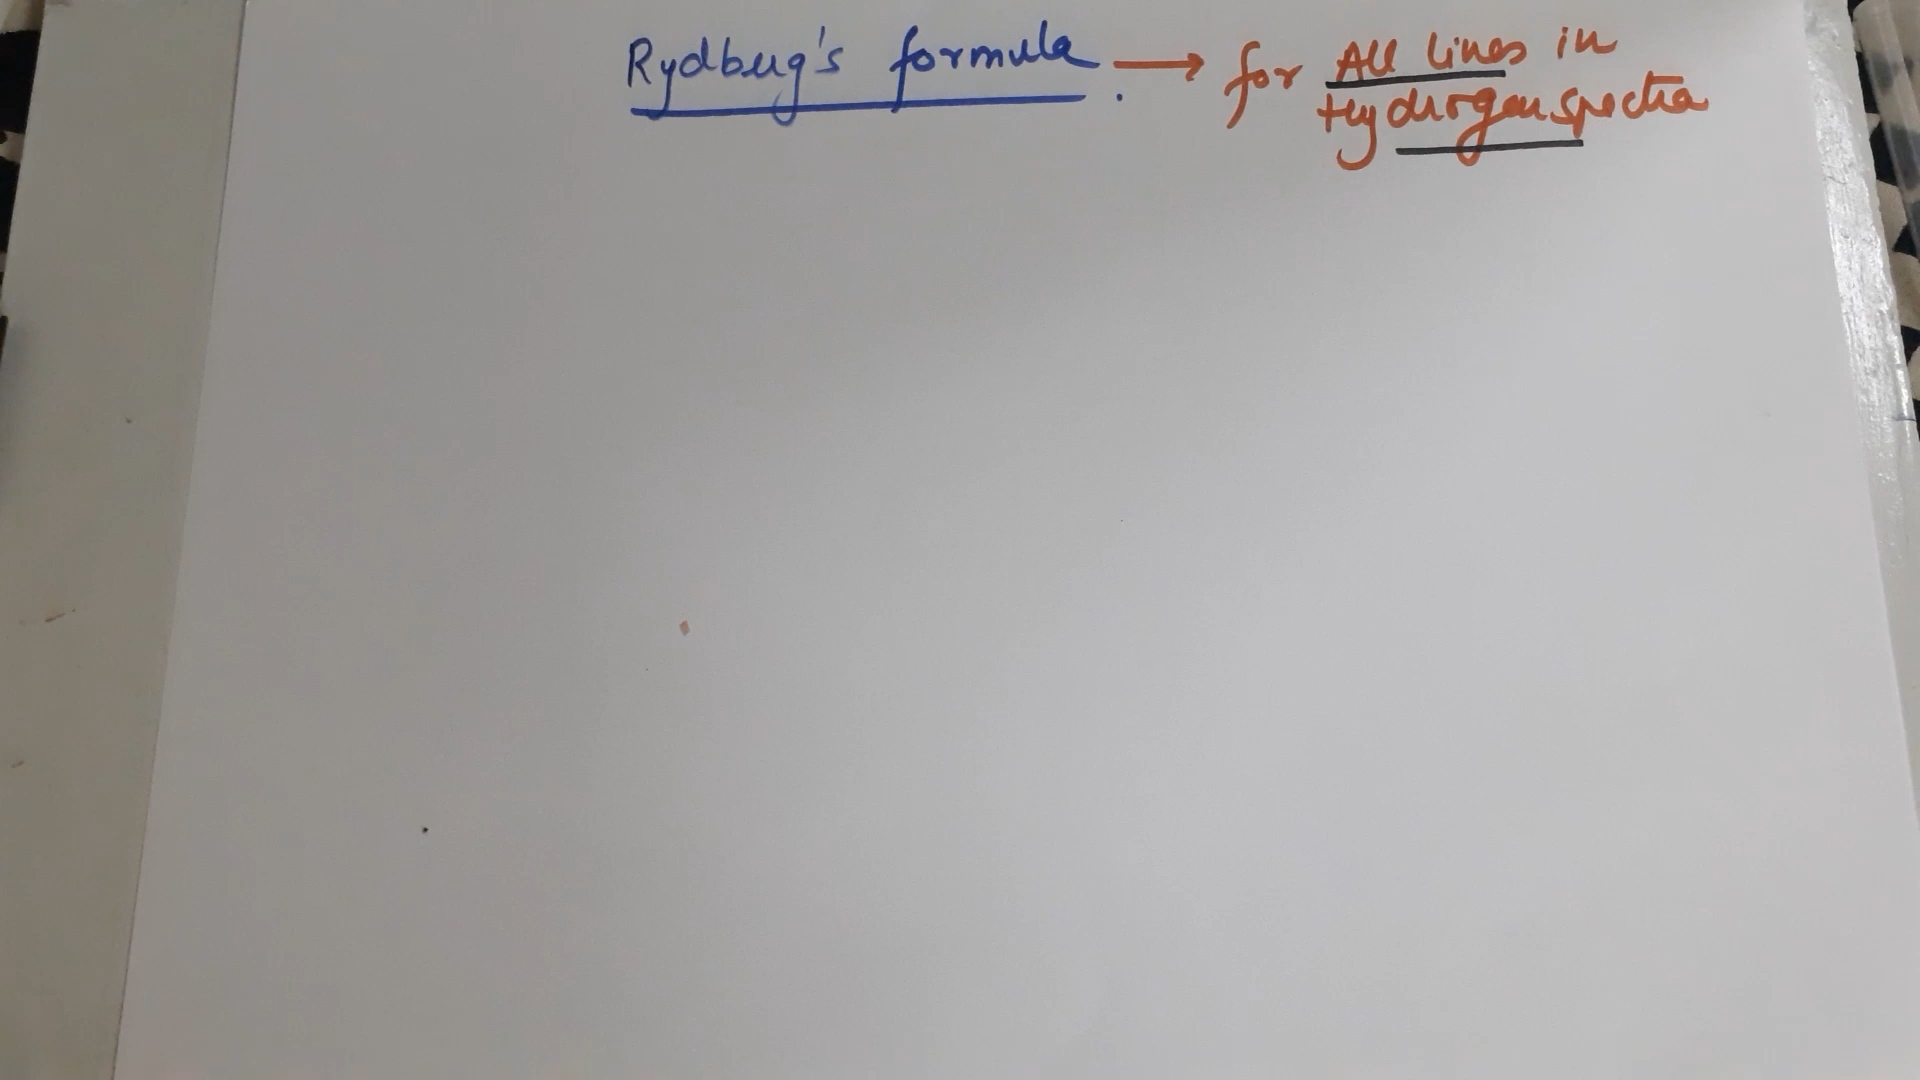 Rydberg's formula. → for All lines in
Hydrogen spectra